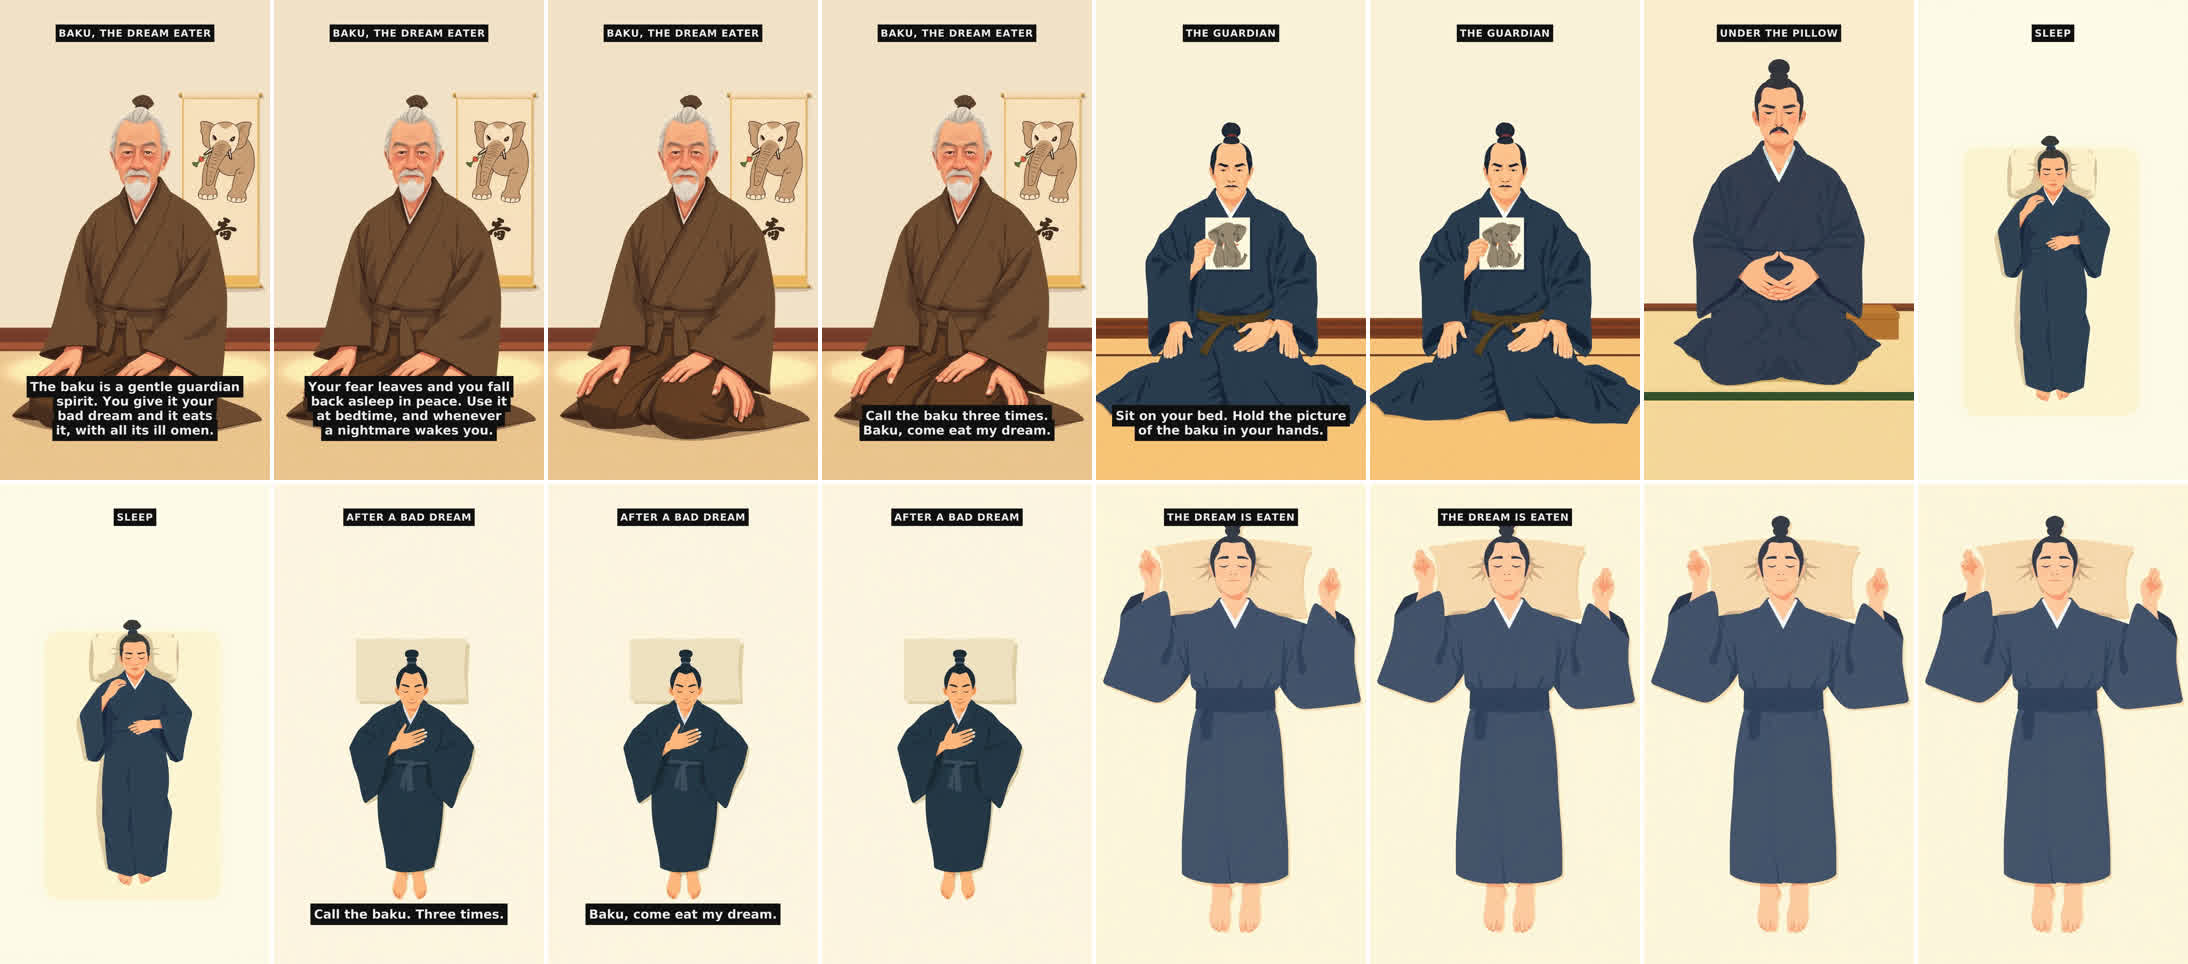 BAKU, THE DREAM EATER
The baku is a gentle guardian
spirit. You give it your
bad dream and it eats
it, with all its ill omen.
BAKU, THE DREAM EATER
Your fear leaves and you fall
back asleep in peace. Use it
at bedtime, and whenever
a nightmare wakes you.
BAKU, THE DREAM EATER
BAKU, THE DREAM EATER
Call the baku three times.
Baku, come eat my dream.
THE GUARDIAN
Sit on your bed. Hold the picture
of the baku in your hands.
THE GUARDIAN
UNDER THE PILLOW
SLEEP
SLEEP
AFTER A BAD DREAM
Call the baku. Three times.
AFTER A BAD DREAM
Baku, come eat my dream.
AFTER A BAD DREAM
THE DREAM IS EATEN
THE DREAM IS EATEN